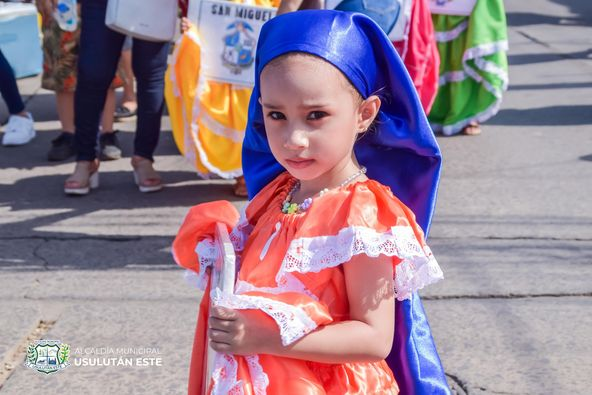 SAN MIGUEL
ALCALDÍA MUNICIPAL
USULUTÁN ESTE